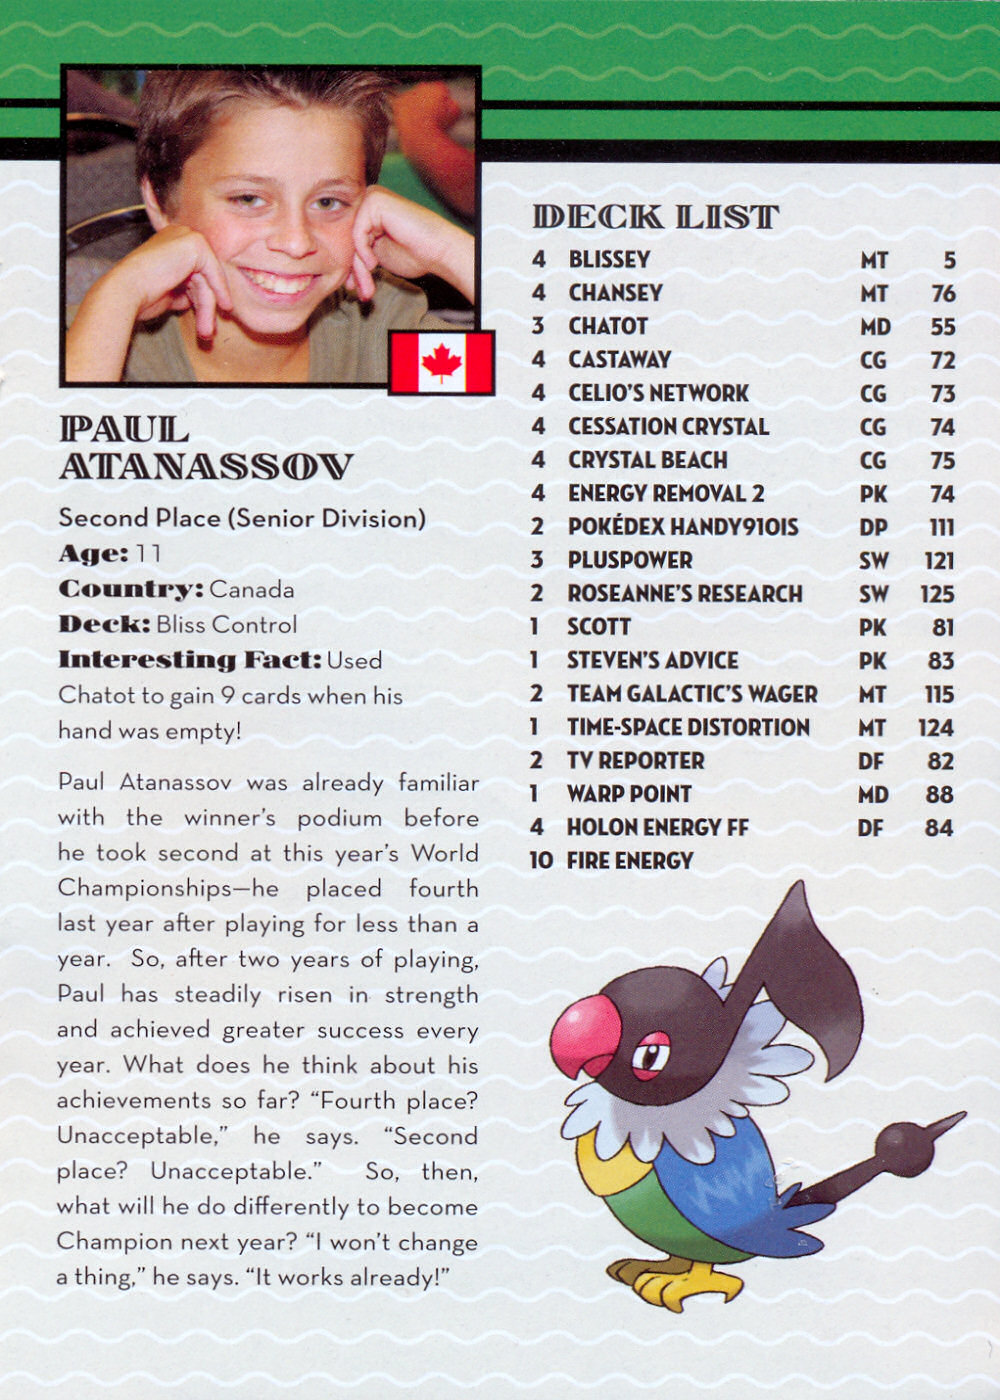 PAUL
ATANASSOV
Second Place (Senior Division)
Age: 11
Country: Canada
Deck: Bliss Control
Interesting Fact: Used
Chatot to gain 9 cards when his
hand was empty!
Paul Atanassov was already familiar
with the winner's podium before
he took second at this year's World
Championships—he placed fourth
last year after playing for less than a
year. So, after two years of playing,
Paul has steadily risen in strength
and achieved greater success every
year. What does he think about his
achievements so far? “Fourth place?
Unacceptable,” he says. “Second
place? Unacceptable.” So, then,
what will he do differently to become
Champion next year? “I won't change
a thing,” he says. “It works already!”
DECK LIST
4 BLISSEY MT 5
4 CHANSEY MT 76
3 CHATOT MD 55
4 CASTAWAY CG 72
4 CELIO'S NETWORK CG 73
4 CESSATION CRYSTAL CG 74
4 CRYSTAL BEACH CG 75
4 ENERGY REMOVAL 2 PK 74
2 POKÉDEX HANDY910IS DP 111
3 PLUSPOWER SW 121
2 ROSEANNE'S RESEARCH SW 125
1 SCOTT PK 81
1 STEVEN'S ADVICE PK 83
2 TEAM GALACTIC'S WAGER MT 115
1 TIME-SPACE DISTORTION MT 124
2 TV REPORTER DF 82
1 WARP POINT MD 88
4 HOLON ENERGY FF DF 84
10 FIRE ENERGY